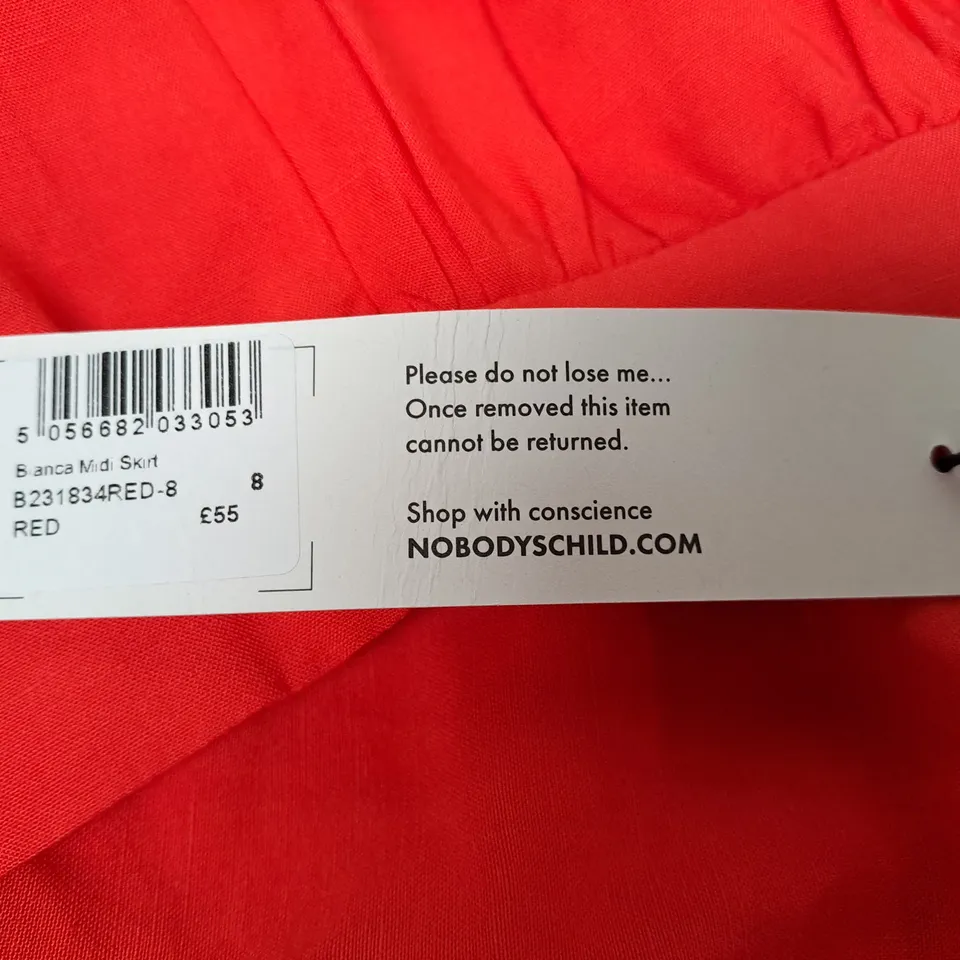 5 056682 033053
Bianca Midi Skirt
B231834RED-8
8
RED
£55
Please do not lose me...
Once removed this item
cannot be returned.
Shop with conscience
NOBODYSCHILD.COM